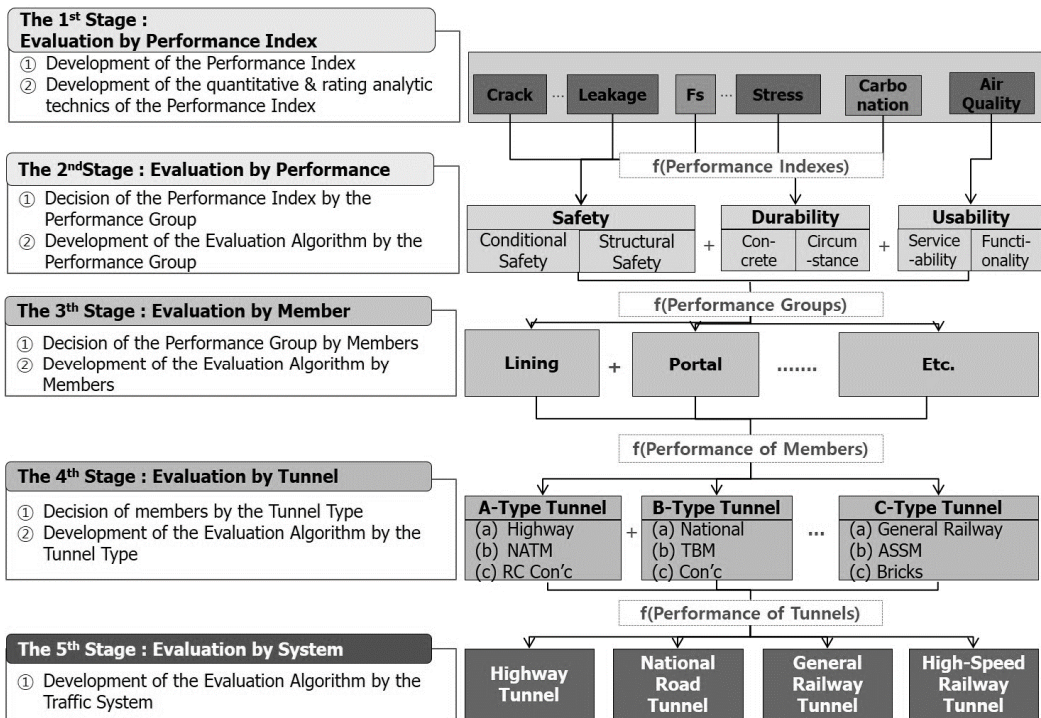 The 1st Stage :
Evaluation by Performance Index
① Development of the Performance Index
② Development of the quantitative & rating analytic
technics of the Performance Index
Crack ... Leakage Fs ... Stress Carbo Air
nation Quality
f(Performance Indexes)
The 2ndStage : Evaluation by Performance
① Decision of the Performance Index by the
Performance Group
② Development of the Evaluation Algorithm by the
Performance Group
Safety Durability Usability
Conditional Structural + Con- Circum + Service Functi-
Safety Safety crete -stance -ability onality
f(Performance Groups)
The 3th Stage : Evaluation by Member
① Decision of the Performance Group by Members
② Development of the Evaluation Algorithm by
Members
Lining + Portal ....... Etc.
f(Performance of Members)
The 4th Stage : Evaluation by Tunnel
① Decision of members by the Tunnel Type
② Development of the Evaluation Algorithm by the
Tunnel Type
A-Type Tunnel B-Type Tunnel C-Type Tunnel
(a) Highway (a) National (a) General Railway
(b) NATM + (b) TBM ... (b) ASSM
(c) RC Con'c (c) Con'c (c) Bricks
f(Performance of Tunnels)
The 5th Stage : Evaluation by System
① Development of the Evaluation Algorithm by the
Traffic System
Highway National General High-Speed
Tunnel Road Railway Railway
Tunnel Tunnel Tunnel